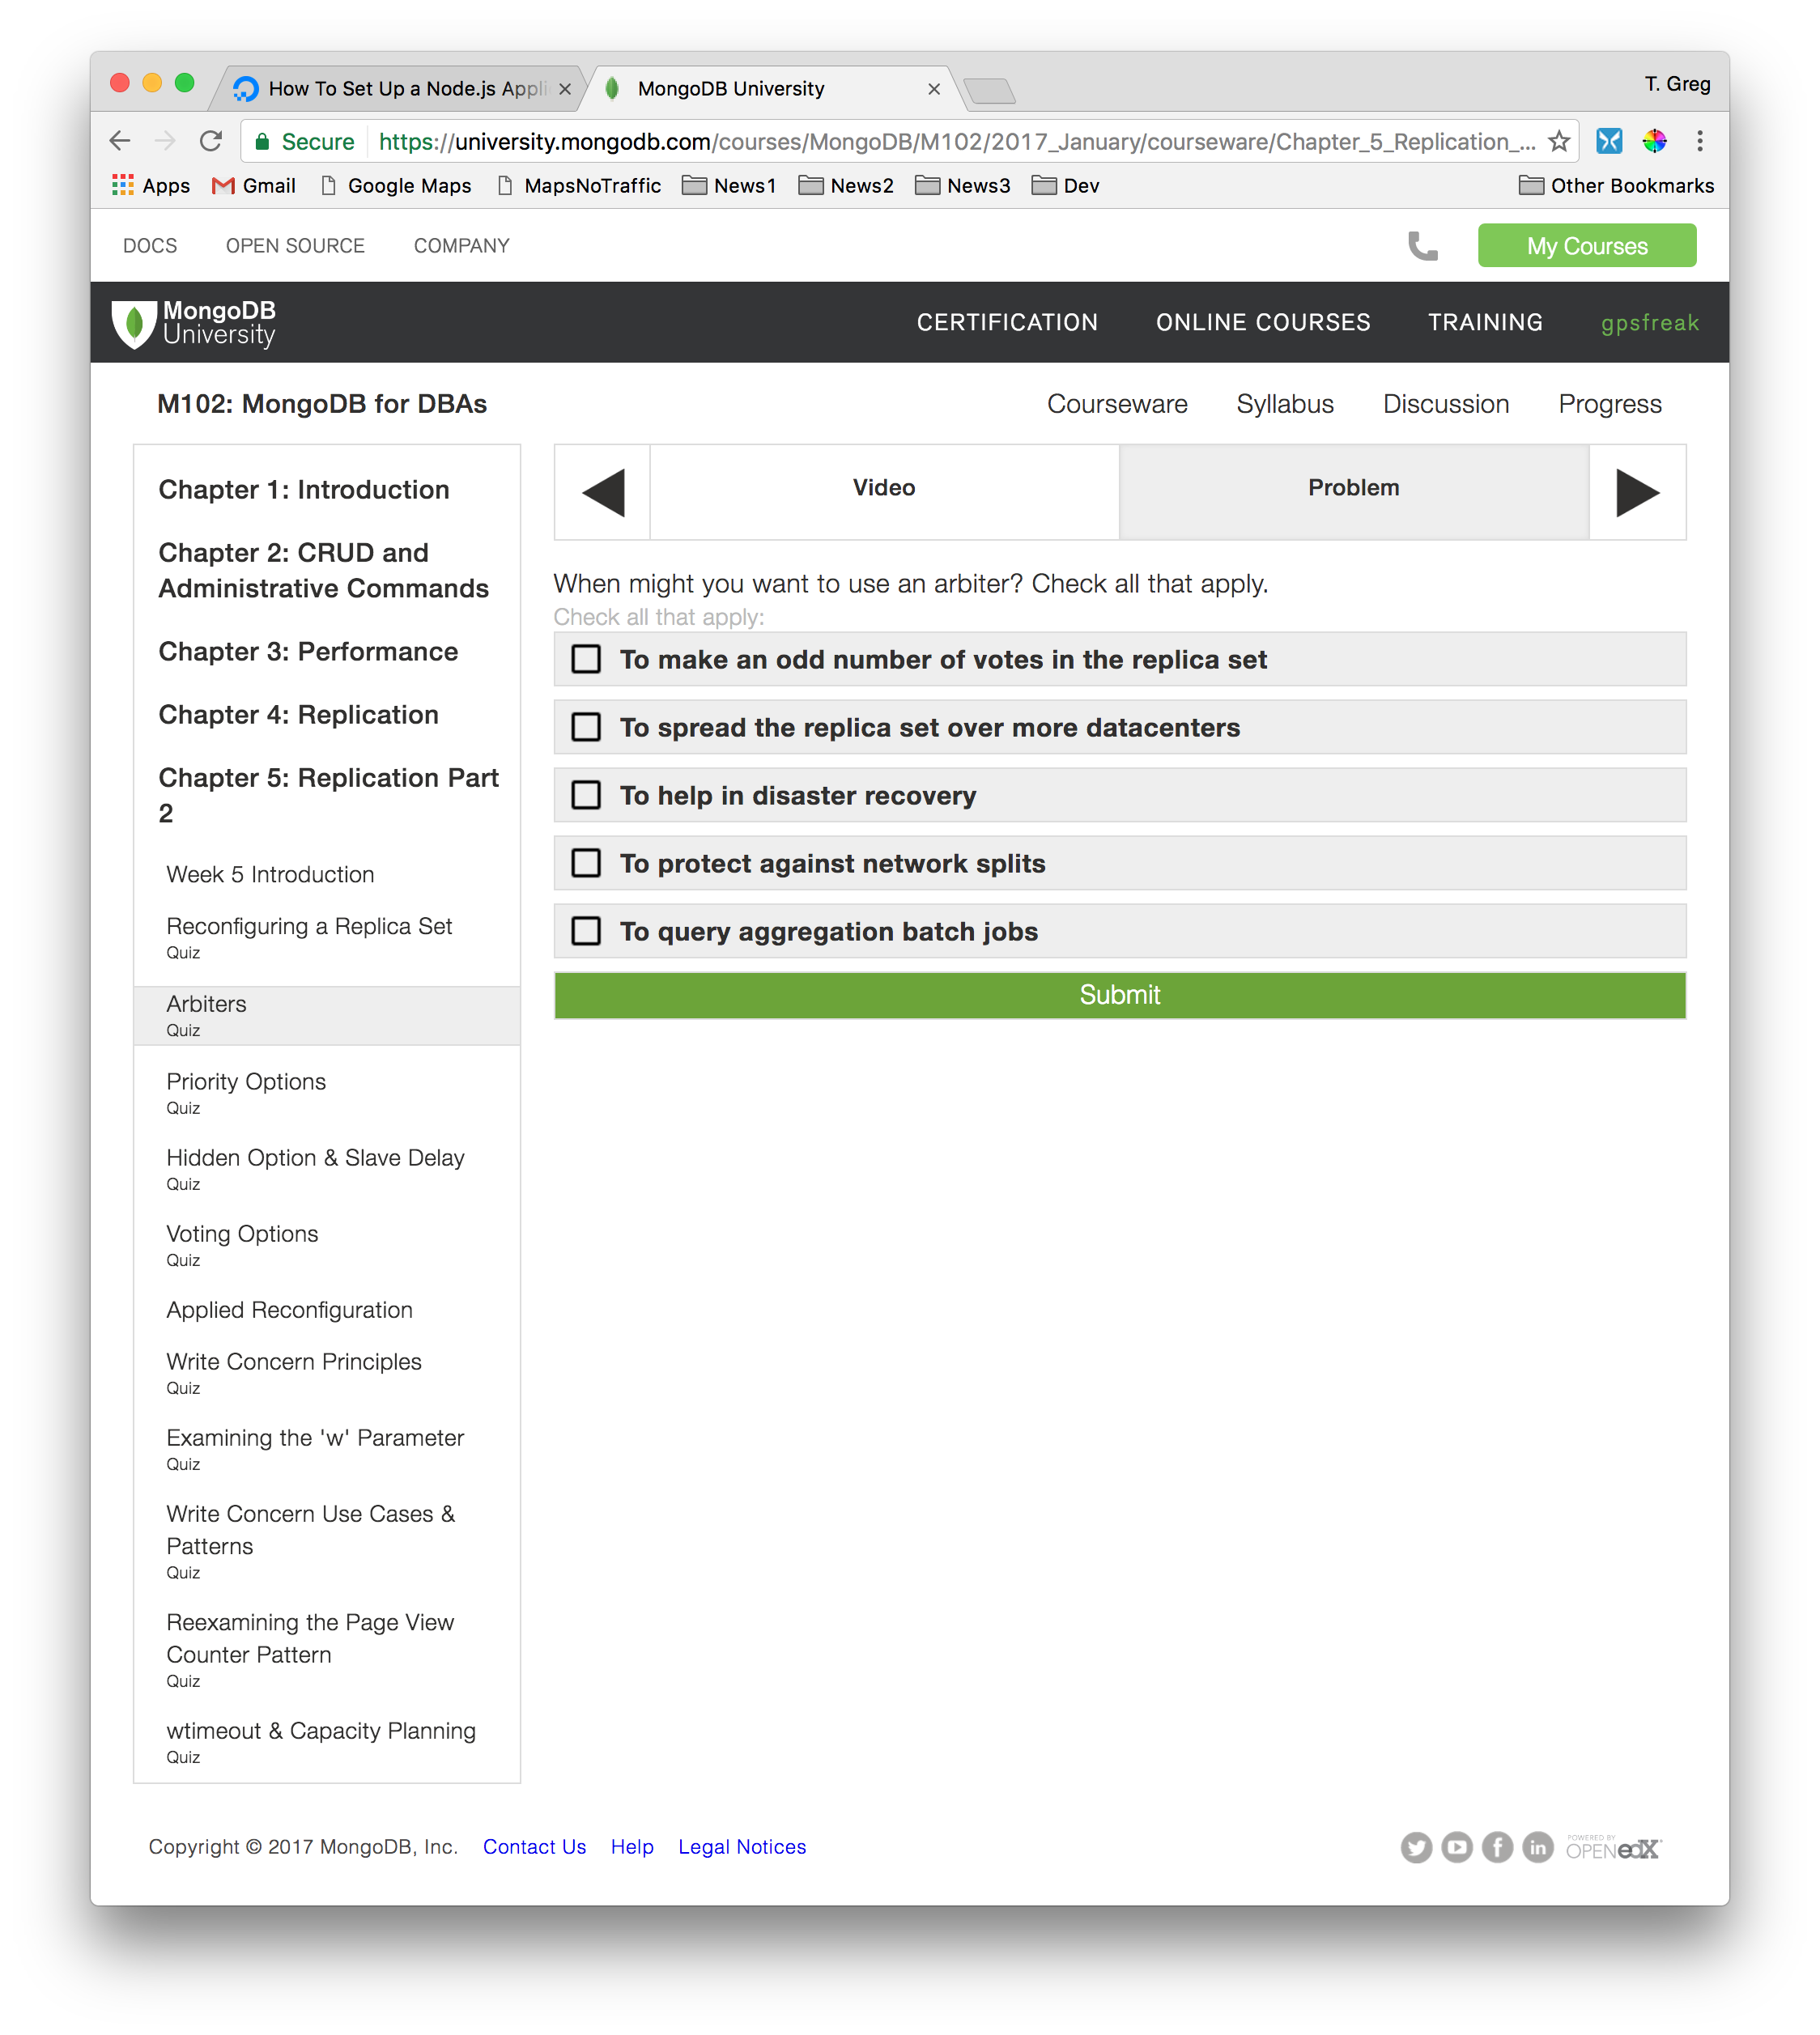 How To Set Up a Node.js Appli
MongoDB University
T. Greg
Secure
https://university.mongodb.com/courses/MongoDB/M102/2017_January/courseware/Chapter_5_Replication_...
Apps
Gmail
Google Maps
MapsNoTraffic
News1
News2
News3
Dev
Other Bookmarks
DOCS
OPEN SOURCE
COMPANY
My Courses
MongoDB
University
CERTIFICATION
ONLINE COURSES
TRAINING
gpsfreak
M102: MongoDB for DBAs
Courseware
Syllabus
Discussion
Progress
Chapter 1: Introduction
Chapter 2: CRUD and
Administrative Commands
Chapter 3: Performance
Chapter 4: Replication
Chapter 5: Replication Part
2
Week 5 Introduction
Reconfiguring a Replica Set
Quiz
Arbiters
Quiz
Priority Options
Quiz
Hidden Option & Slave Delay
Quiz
Voting Options
Quiz
Applied Reconfiguration
Write Concern Principles
Quiz
Examining the 'w' Parameter
Quiz
Write Concern Use Cases &
Patterns
Quiz
Reexamining the Page View
Counter Pattern
Quiz
wtimeout & Capacity Planning
Quiz
Video
Problem
When might you want to use an arbiter? Check all that apply.
Check all that apply:
To make an odd number of votes in the replica set
To spread the replica set over more datacenters
To help in disaster recovery
To protect against network splits
To query aggregation batch jobs
Submit
Copyright © 2017 MongoDB, Inc.
Contact Us
Help
Legal Notices
POWERED BY
OPEN edX